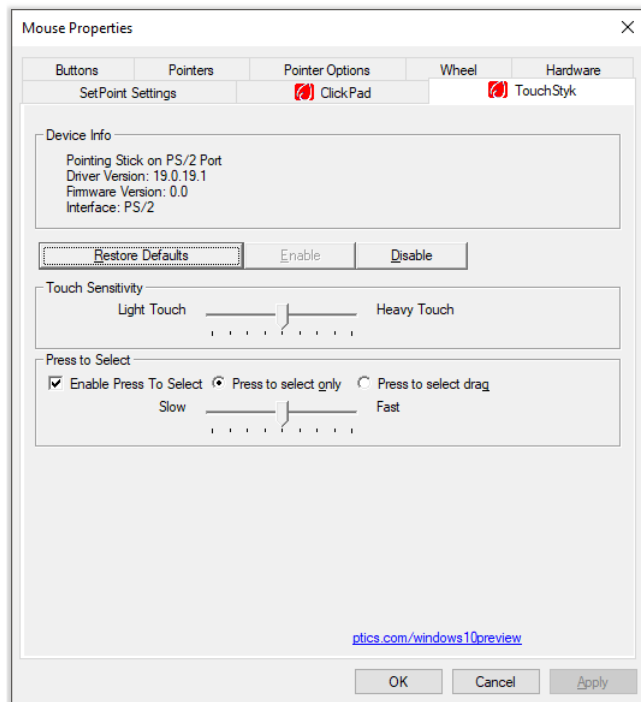 Mouse Properties
Buttons Pointers Pointer Options Wheel Hardware
SetPoint Settings ClickPad TouchStyk
Device Info
Pointing Stick on PS/2 Port
Driver Version: 19.0.19.1
Firmware Version: 0.0
Interface: PS/2
Restore Defaults Enable Disable
Touch Sensitivity
Light Touch Heavy Touch
Press to Select
Enable Press To Select Press to select only Press to select drag
Slow Fast
ptics.com/windows10preview
OK Cancel Apply